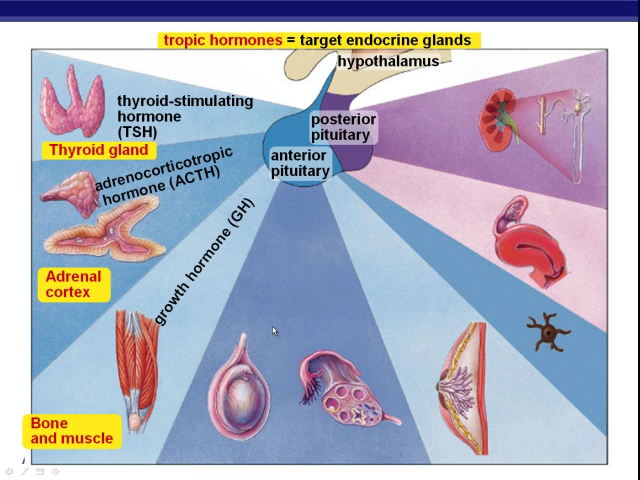 tropic hormones = target endocrine glands
hypothalamus
thyroid-stimulating
hormone
(TSH)
posterior
pituitary
Thyroid gland
anterior
pituitary
adrenocorticotropic
hormone (ACTH)
growth hormone (GH)
Adrenal
cortex
Bone
and muscle